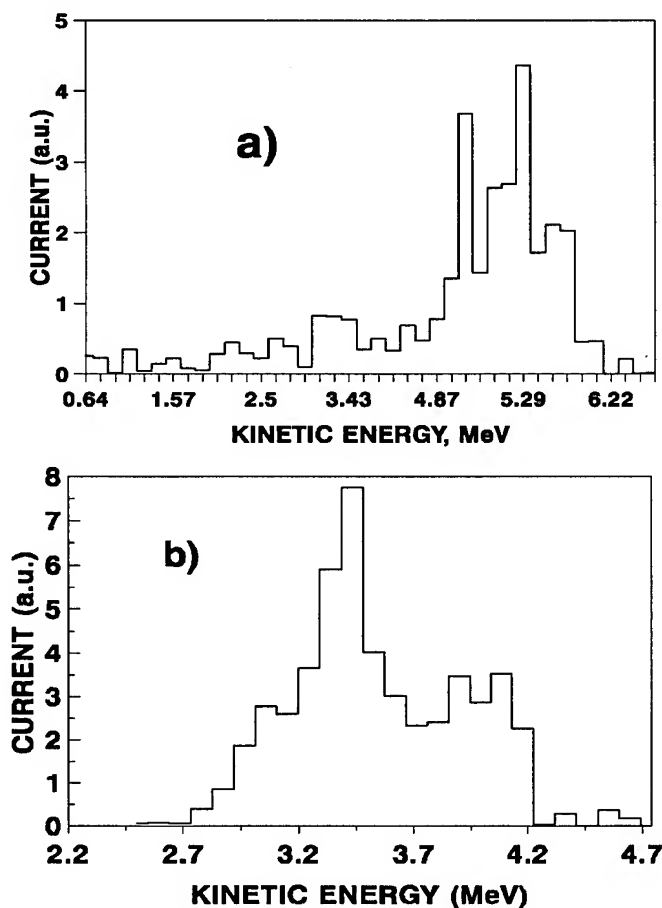 5
4
3
2
1
0
CURRENT (a.u.)
a)
0.64 1.57 2.5 3.43 4.87 5.29 6.22
KINETIC ENERGY, MeV
8
7
6
5
4
3
2
1
0
CURRENT (a.u.)
b)
2.2 2.7 3.2 3.7 4.2 4.7
KINETIC ENERGY (MeV)